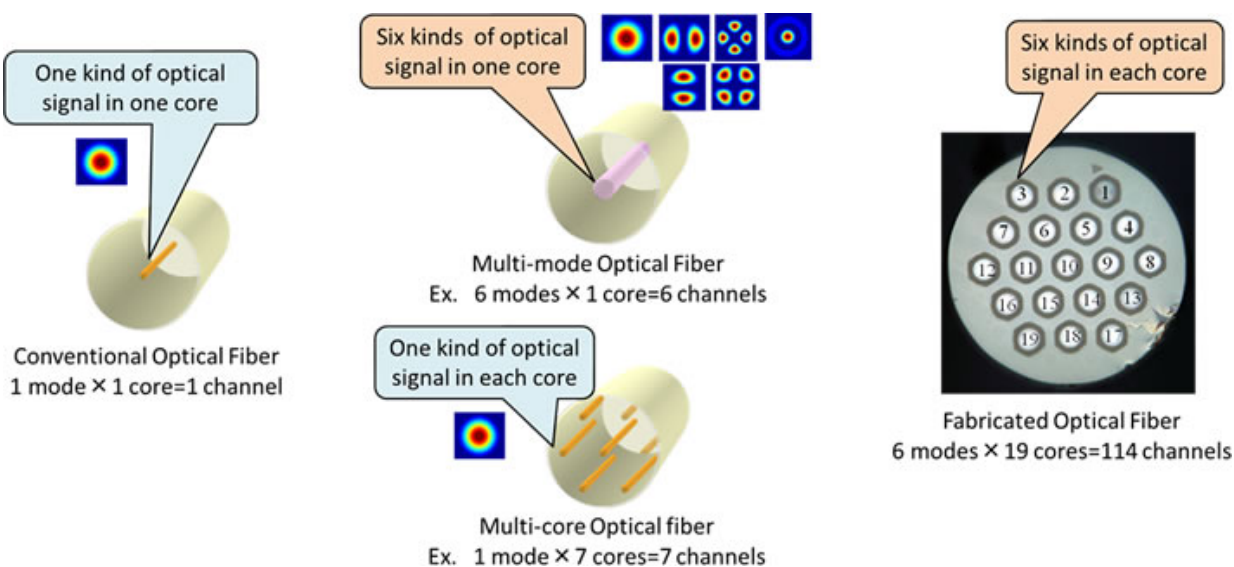 One kind of optical
signal in one core
Conventional Optical Fiber
1 mode × 1 core=1 channel
Six kinds of optical
signal in one core
Multi-mode Optical Fiber
Ex. 6 modes × 1 core=6 channels
One kind of optical
signal in each core
Multi-core Optical fiber
Ex. 1 mode × 7 cores=7 channels
Six kinds of optical
signal in each core
3 2 1
7 6 5 4
12 11 10 9 8
16 15 14 13
19 18 17
Fabricated Optical Fiber
6 modes × 19 cores=114 channels